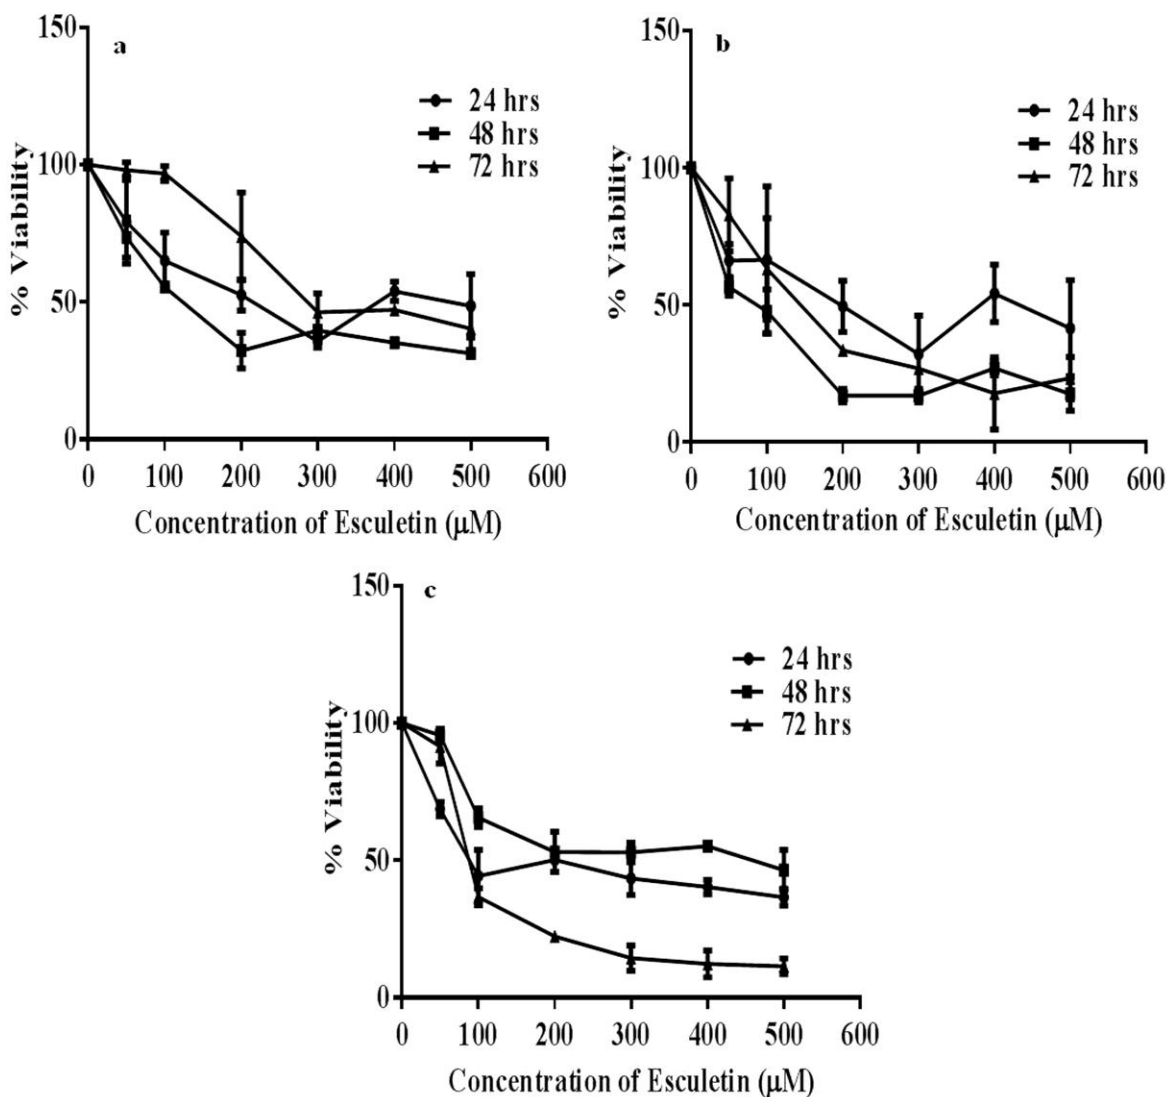 a
150
100
50
0
% Viability
24 hrs
48 hrs
72 hrs
0 100 200 300 400 500 600
Concentration of Esculetin (μM)
b
150
100
50
0
% Viability
24 hrs
48 hrs
72 hrs
0 100 200 300 400 500 600
Concentration of Esculetin (μM)
c
150
100
50
0
% Viability
24 hrs
48 hrs
72 hrs
0 100 200 300 400 500 600
Concentration of Esculetin (μM)